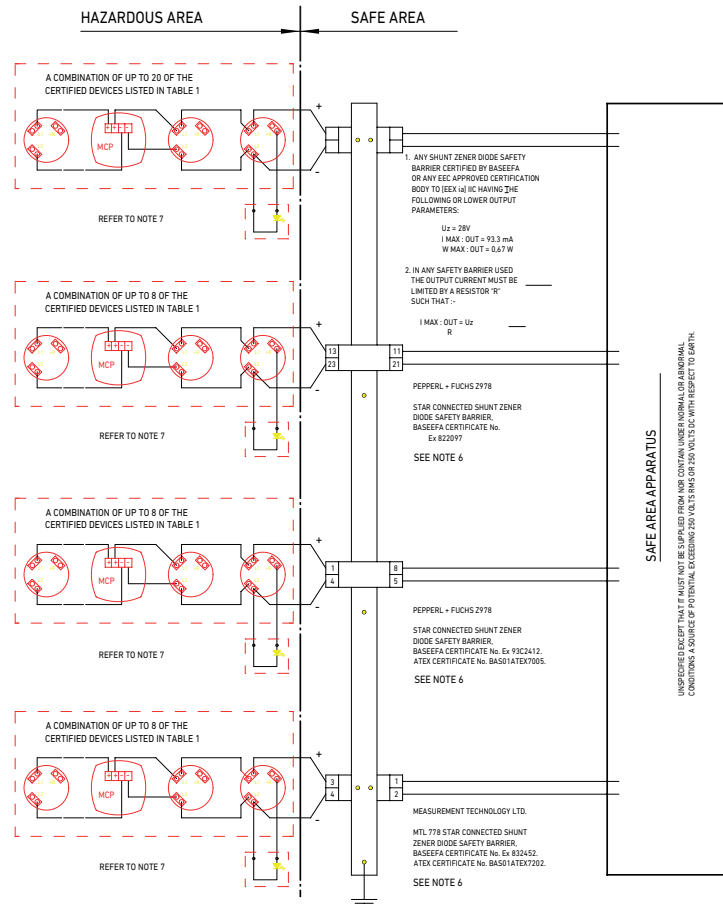 HAZARDOUS AREA
SAFE AREA
A COMBINATION OF UP TO 20 OF THE
CERTIFIED DEVICES LISTED IN TABLE 1
+ + - -
MCP
+
-
REFER TO NOTE 7
1. ANY SHUNT ZENER DIODE SAFETY
BARRIER CERTIFIED BY BASEEFA
OR ANY EEC APPROVED CERTIFICATION
BODY TO [EEX ia] IIC HAVING THE
FOLLOWING OR LOWER OUTPUT
PARAMETERS:
Uz = 28V
I MAX : OUT = 93.3 mA
W MAX : OUT = 0,67 W
2. IN ANY SAFETY BARRIER USED
THE OUTPUT CURRENT MUST BE
LIMITED BY A RESISTOR "R"
SUCH THAT :-
I MAX : OUT = Uz
R
A COMBINATION OF UP TO 8 OF THE
CERTIFIED DEVICES LISTED IN TABLE 1
+ + - -
MCP
+
-
13
23
11
21
REFER TO NOTE 7
PEPPERL + FUCHS Z978
STAR CONNECTED SHUNT ZENER
DIODE SAFETY BARRIER,
BASEEFA CERTIFICATE No.
Ex 822097
SEE NOTE 6
A COMBINATION OF UP TO 8 OF THE
CERTIFIED DEVICES LISTED IN TABLE 1
+ + - -
MCP
+
-
1
4
8
5
REFER TO NOTE 7
PEPPERL + FUCHS Z978
STAR CONNECTED SHUNT ZENER
DIODE SAFETY BARRIER,
BASEEFA CERTIFICATE No. Ex 93C2412.
ATEX CERTIFICATE No. BAS01ATEX7005.
SEE NOTE 6
A COMBINATION OF UP TO 8 OF THE
CERTIFIED DEVICES LISTED IN TABLE 1
+ + - -
MCP
+
-
3
4
1
2
REFER TO NOTE 7
MEASUREMENT TECHNOLOGY LTD.
MTL 778 STAR CONNECTED SHUNT
ZENER DIODE SAFETY BARRIER,
BASEEFA CERTIFICATE No. Ex 832452.
ATEX CERTIFICATE No. BAS01ATEX7202.
SEE NOTE 6
SAFE AREA APPARATUS
UNSPECIFIED EXCEPT THAT IT MUST NOT BE SUPPLIED FROM NOR CONTAIN UNDER NORMAL OR ABNORMAL
CONDITIONS A SOURCE OF POTENTIAL EXCEEDING 250 VOLTS RMS OR 250 VOLTS DC WITH RESPECT TO EARTH.